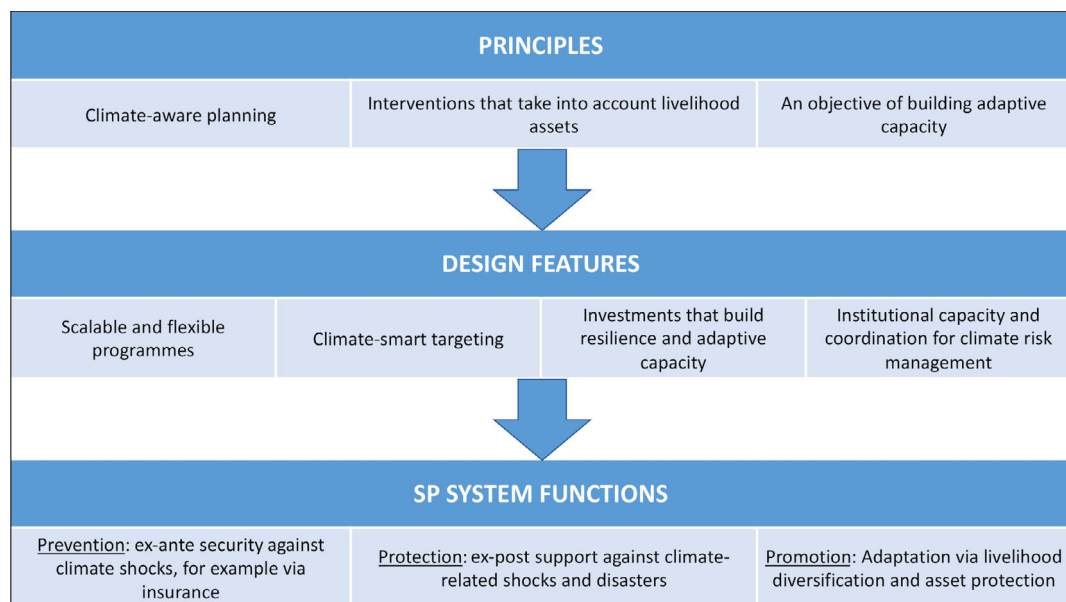 PRINCIPLES
Climate-aware planning
Interventions that take into account livelihood
assets
An objective of building adaptive
capacity
DESIGN FEATURES
Scalable and flexible
programmes
Climate-smart targeting
Investments that build
resilience and adaptive
capacity
Institutional capacity and
coordination for climate risk
management
SP SYSTEM FUNCTIONS
Prevention: ex-ante security against
climate shocks, for example via
insurance
Protection: ex-post support against climate-
related shocks and disasters
Promotion: Adaptation via livelihood
diversification and asset protection